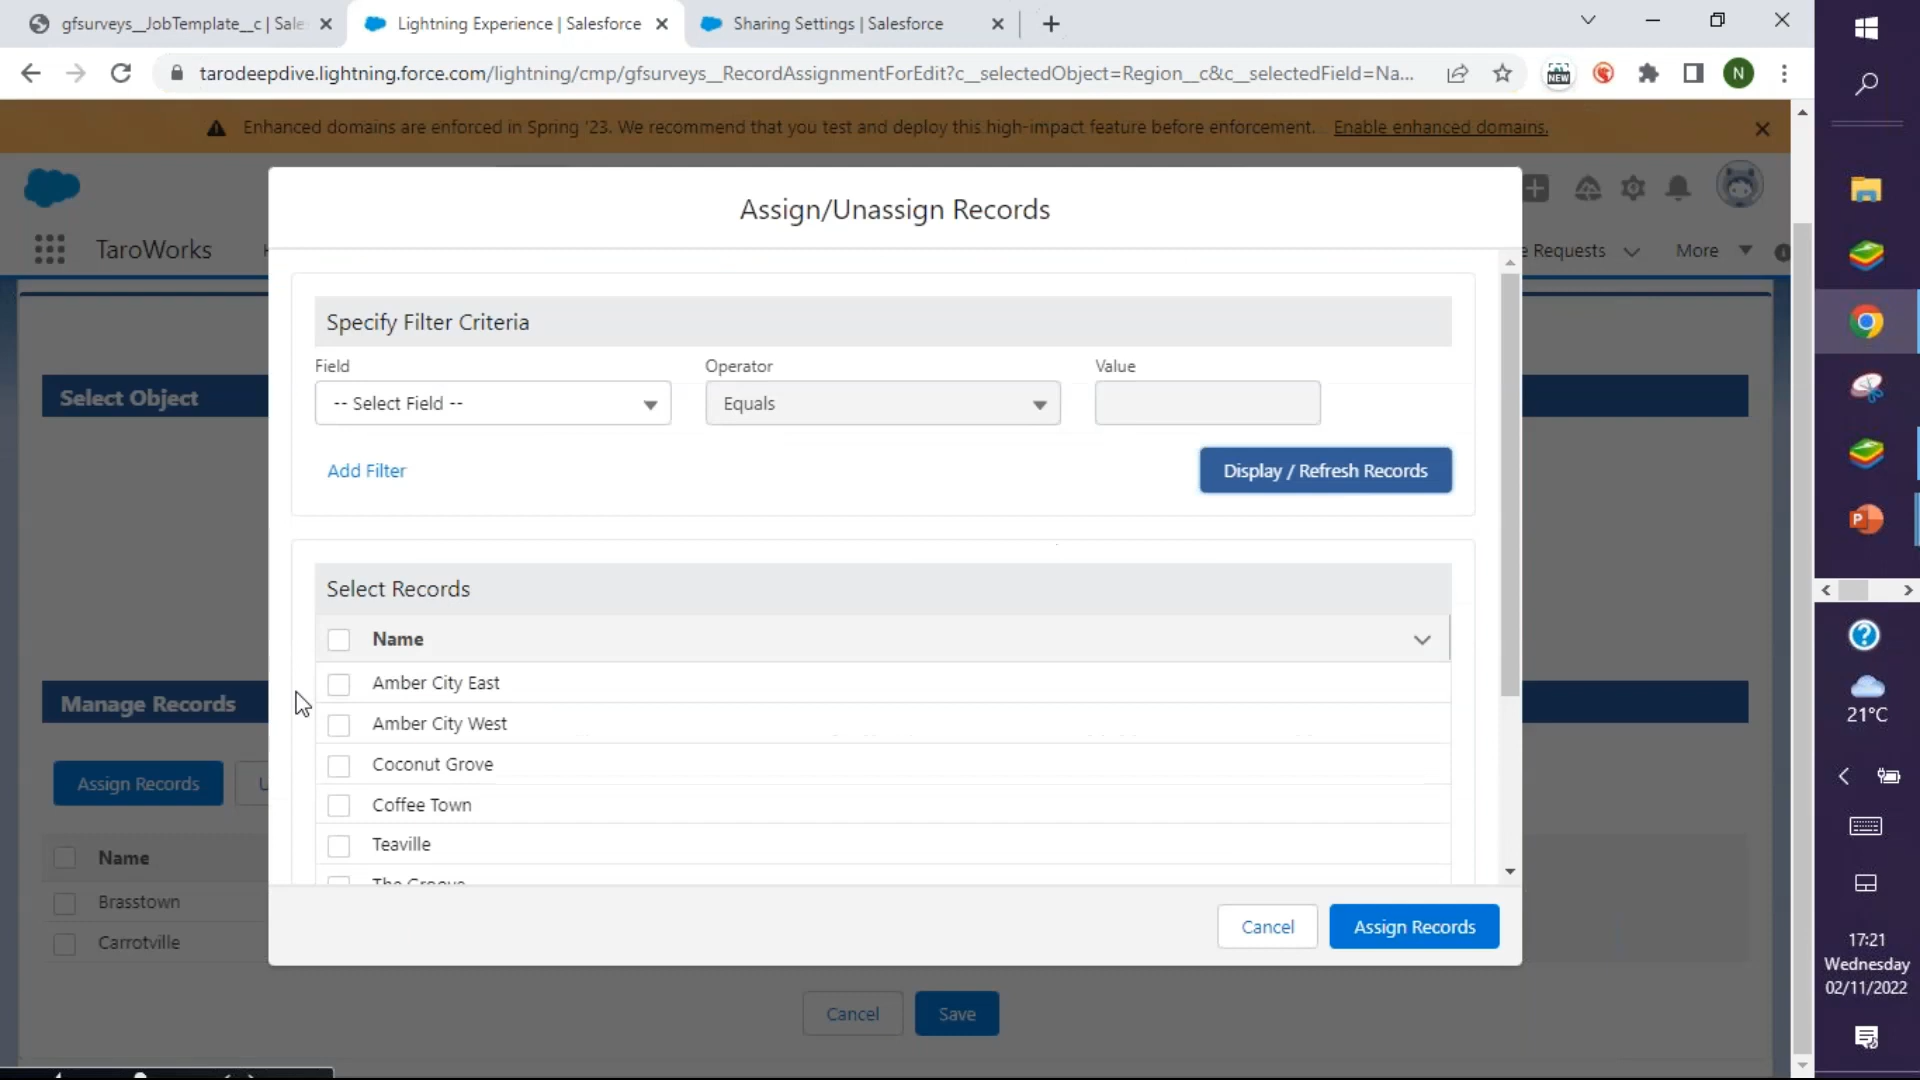 gfsurveys__JobTemplate__c | Sale
Lightning Experience | Salesforce
Sharing Settings | Salesforce
tarodeepdive.lightning.force.com/lightning/cmp/gfsurveys__RecordAssignmentForEdit?c__selectedObject=Region__c&c__selectedField=Na...
NEW
N
Enhanced domains are enforced in Spring '23. We recommend that you test and deploy this high-impact feature before enforcement. Enable enhanced domains.
Assign/Unassign Records
TaroWorks
Requests
More
Specify Filter Criteria
Field
Operator
Value
-- Select Field --
Equals
Select Object
Add Filter
Display / Refresh Records
Select Records
Name
Amber City East
Amber City West
Coconut Grove
Coffee Town
Teaville
The Groove
Manage Records
Assign Records
Name
Brasstown
Carrotville
Cancel
Assign Records
Cancel
Save
P
21°C
17:21
Wednesday
02/11/2022